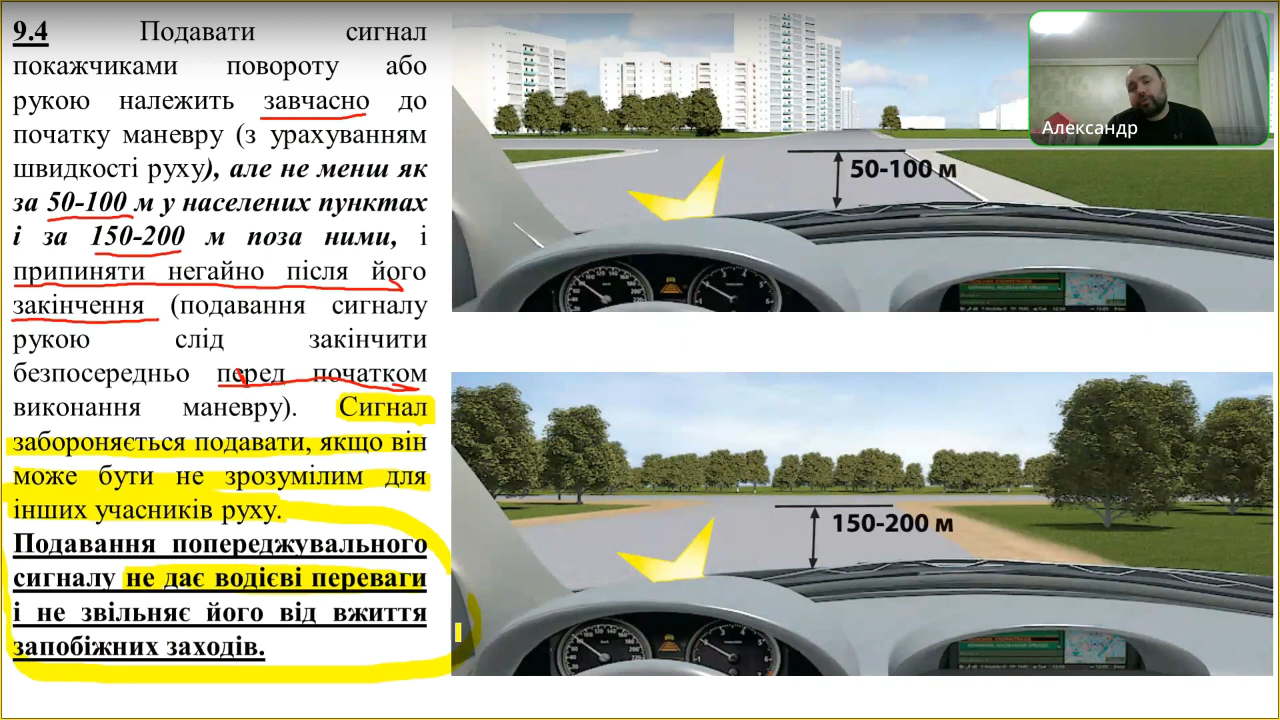 9.4 Подавати сигнал
покажчиками повороту або
рукою належить завчасно до
початку маневру (з урахуванням
швидкості руху), але не менш як
за 50-100 м у населених пунктах
і за 150-200 м поза ними, і
припиняти негайно після його
закінчення (подавання сигналу
рукою слід закінчити
безпосередньо перед початком
виконання маневру). Сигнал
забороняється подавати, якщо він
може бути не зрозумілим для
інших учасників руху.
Подавання попереджувального
сигналу не дає водієві переваги
і не звільняє його від вжиття
запобіжних заходів.
50-100 м
150-200 м
Александр